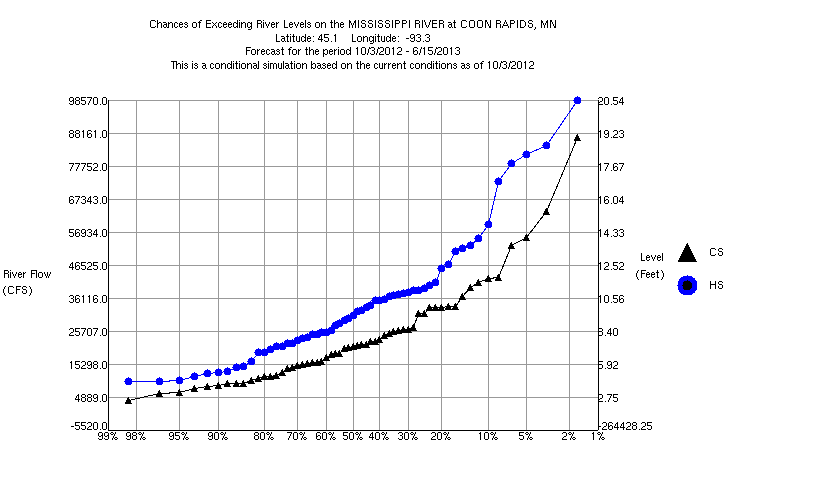 Chances of Exceeding River Levels on the MISSISSIPPI RIVER at COON RAPIDS, MN
Latitude: 45.1 Longitude: -93.3
Forecast for the period 10/3/2012 - 6/15/2013
This is a conditional simulation based on the current conditions as of 10/3/2012
98570.0 20.54
88161.0 19.23
77752.0 17.67
67343.0 16.04
56934.0 14.33
46525.0 12.52
36116.0 10.56
25707.0 8.40
15298.0 5.92
4889.0 2.75
-5520.0 -264428.25
99% 98% 95% 90% 80% 70% 60% 50% 40% 30% 20% 10% 5% 2% 1%
River Flow
(CFS)
Level
(Feet)
CS
HS